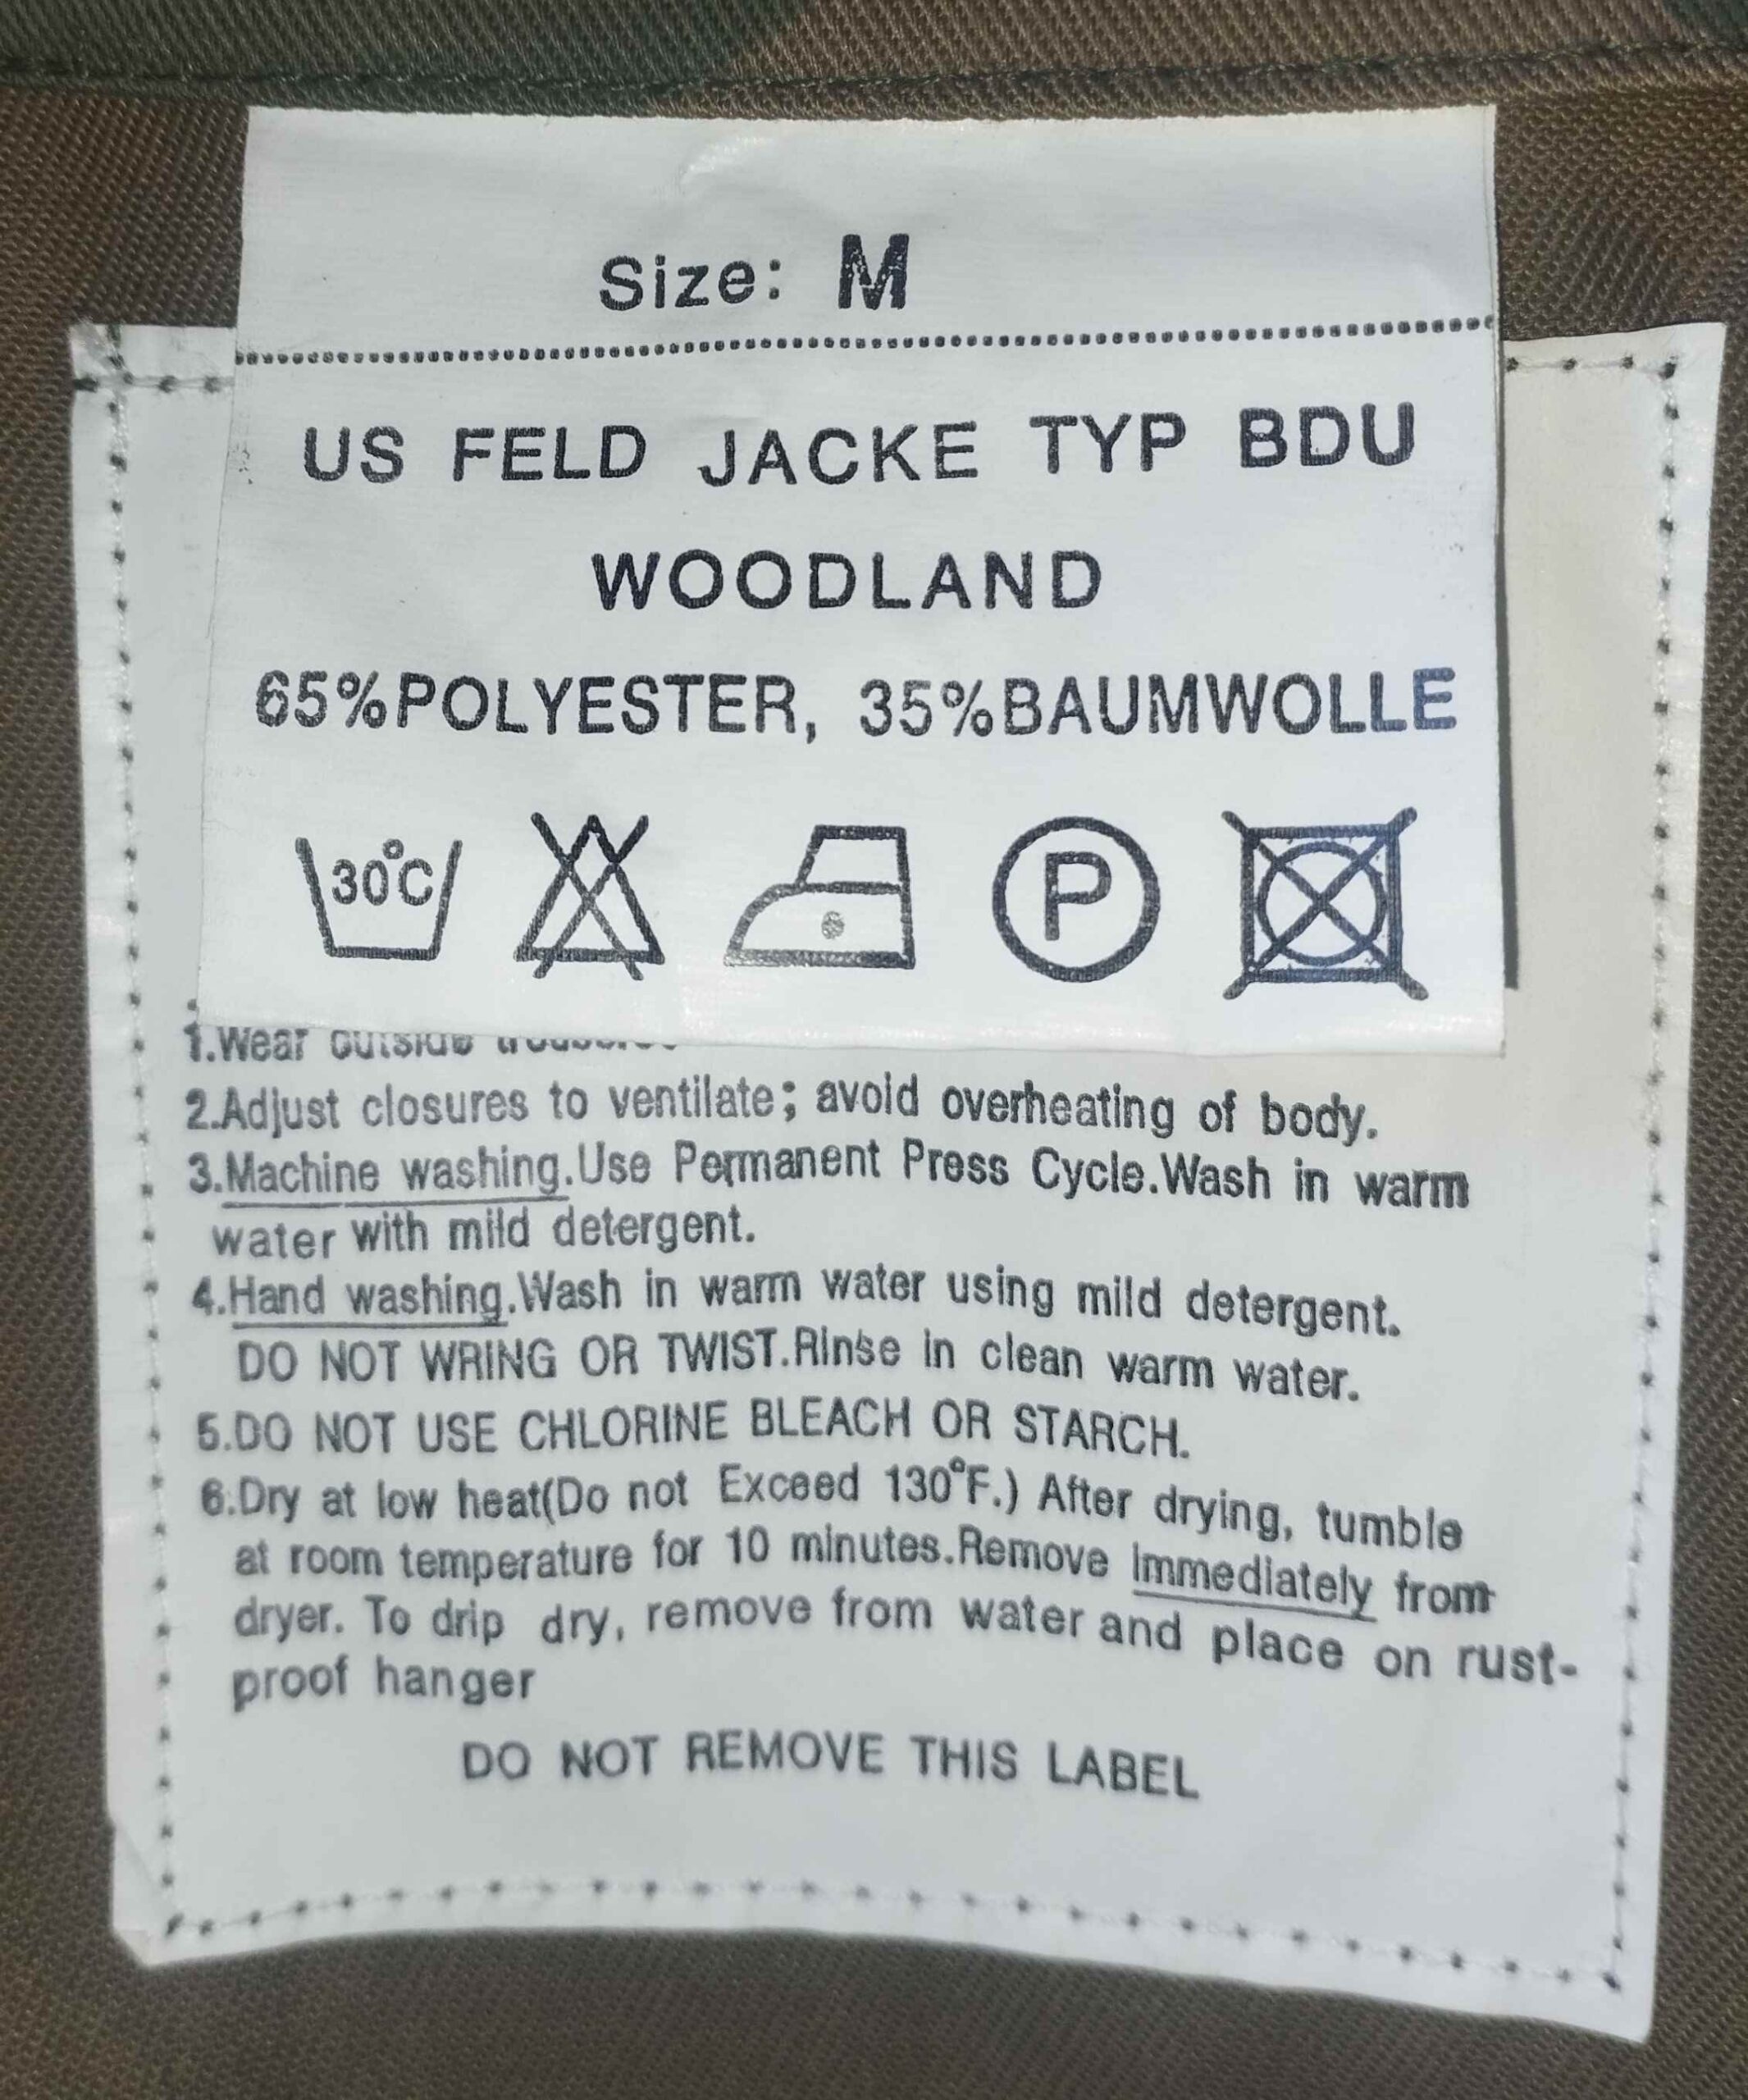 Size: M
US FELD JACKE TYP BDU
WOODLAND
65%POLYESTER, 35%BAUMWOLLE
30°C P
1.Wear outside trousers
2.Adjust closures to ventilate; avoid overheating of body.
3.Machine washing.Use Permanent Press Cycle.Wash in warm
water with mild detergent.
4.Hand washing.Wash in warm water using mild detergent.
DO NOT WRING OR TWIST.Rinse in clean warm water.
5.DO NOT USE CHLORINE BLEACH OR STARCH.
6.Dry at low heat(Do not Exceed 130°F.) After drying, tumble
at room temperature for 10 minutes.Remove immediately from
dryer. To drip dry, remove from water and place on rust-
proof hanger
DO NOT REMOVE THIS LABEL